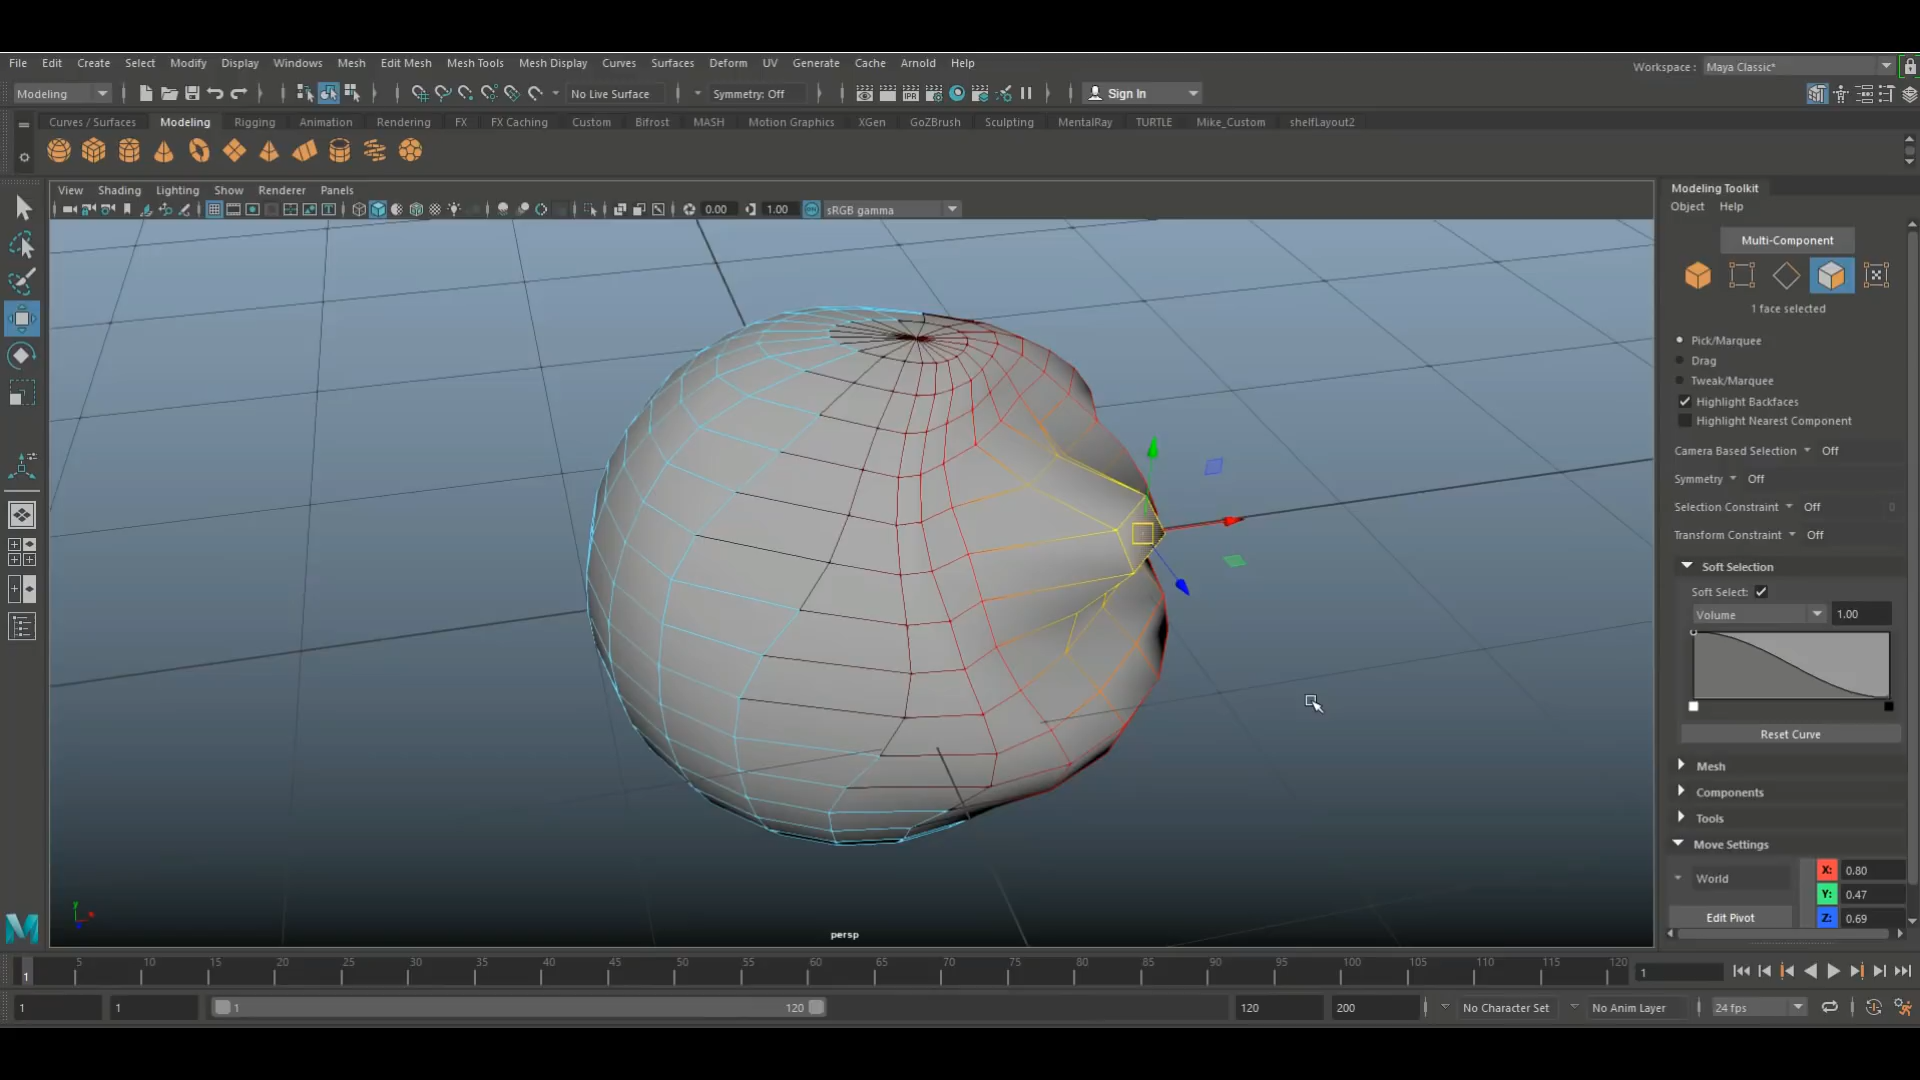 File Edit Create Select Modify Display Windows Mesh Edit Mesh Mesh Tools Mesh Display Curves Surfaces Deform UV Generate Cache Arnold Help
Workspace : Maya Classic*
Modeling No Live Surface Symmetry: Off Sign In
Curves / Surfaces Modeling Rigging Animation Rendering FX FX Caching Custom Bifrost MASH Motion Graphics XGen GoZBrush Sculpting MentalRay TURTLE Mike_Custom shelfLayout2
View Shading Lighting Show Renderer Panels
0.00 1.00 sRGB gamma
Modeling Toolkit
Object Help
Multi-Component
1 face selected
Pick/Marquee
Drag
Tweak/Marquee
Highlight Backfaces
Highlight Nearest Component
Camera Based Selection Off
Symmetry Off
Selection Constraint Off 0
Transform Constraint Off
Soft Selection
Soft Select:
Volume 1.00
Reset Curve
Mesh
Components
Tools
Move Settings
World
X: 0.80
Y: 0.47
Edit Pivot
Z: 0.69
y
persp
5 10 15 20 25 30 35 40 45 50 55 60 65 70 75 80 85 90 95 100 105 110 115 120
1 1
1 1 1 120 120 200 No Character Set No Anim Layer 24 fps